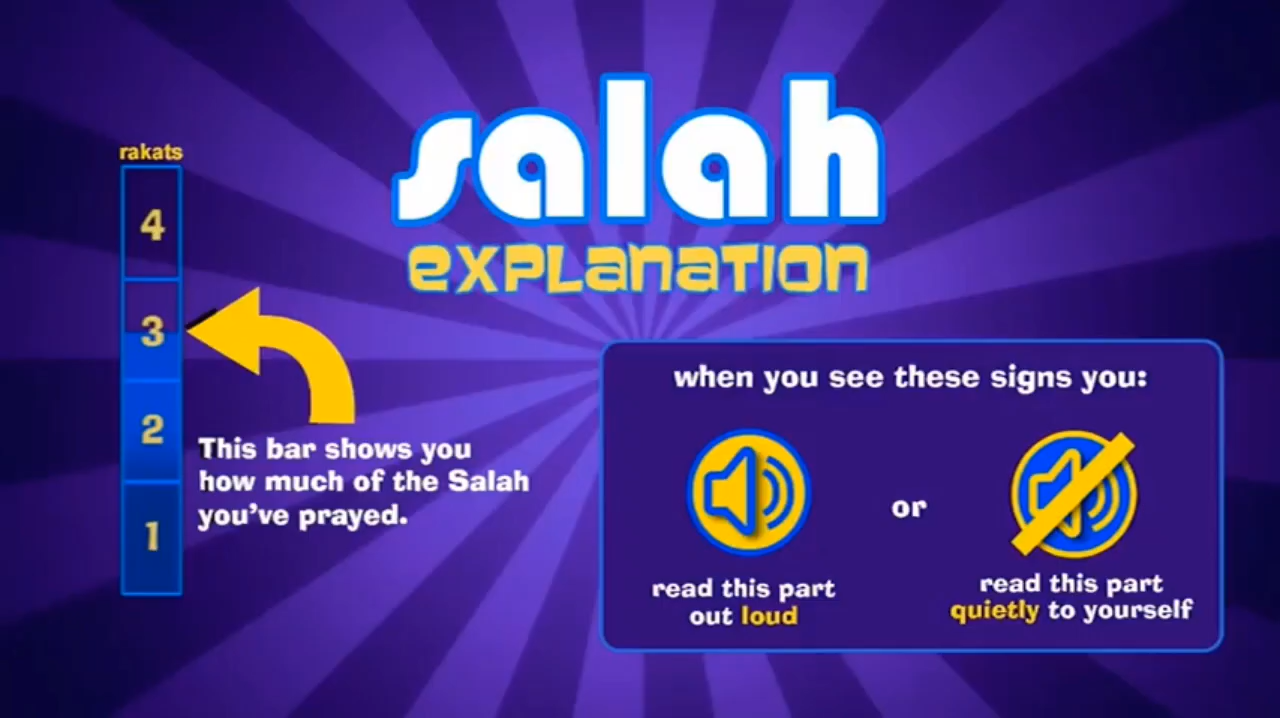 salah
explanation
rakats
4
3
2
1
This bar shows you
how much of the Salah
you've prayed.
when you see these signs you:
read this part
out loud
or
read this part
quietly to yourself